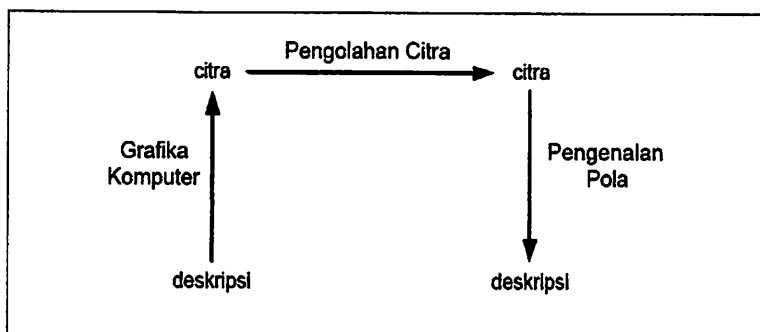 Pengolahan Citra
citra
citra
Grafika
Komputer
Pengenalan
Pola
deskripsi
deskripsi